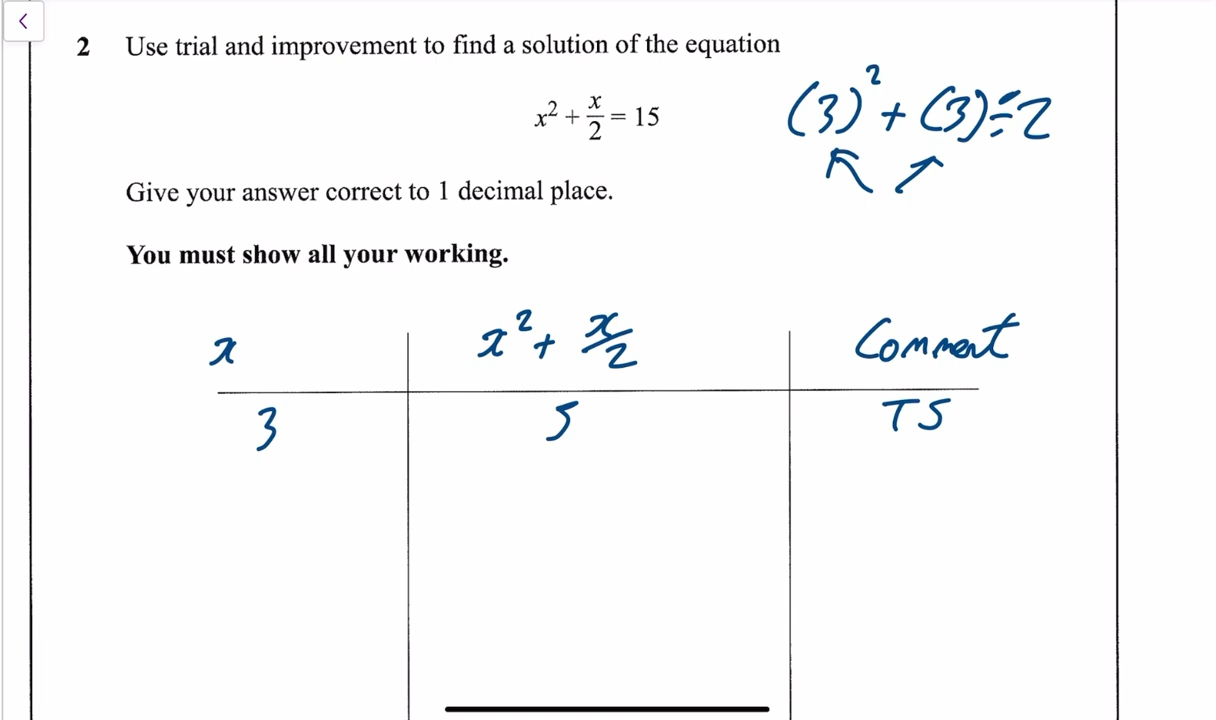 2 Use trial and improvement to find a solution of the equation
x² + x/2 = 15
(3)² + (3)÷2
Give your answer correct to 1 decimal place.
You must show all your working.
x x² + x/2 Comment
3 5 TS